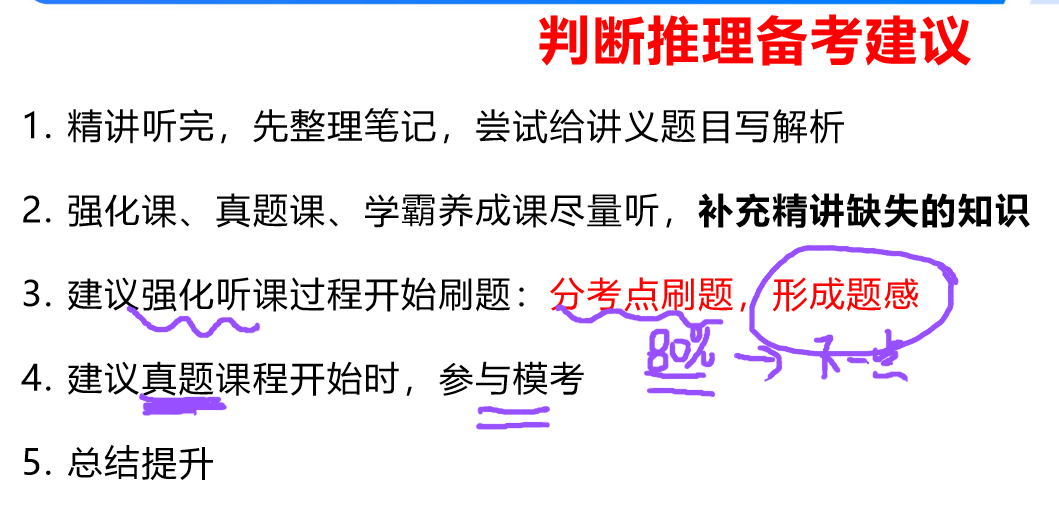 判断推理备考建议
1. 精讲听完，先整理笔记，尝试给讲义题目写解析
2. 强化课、真题课、学霸养成课尽量听，补充精讲缺失的知识
3. 建议强化听课过程开始刷题：分考点刷题，形成题感
80% → 下一步
4. 建议真题课程开始时，参与模考
5. 总结提升